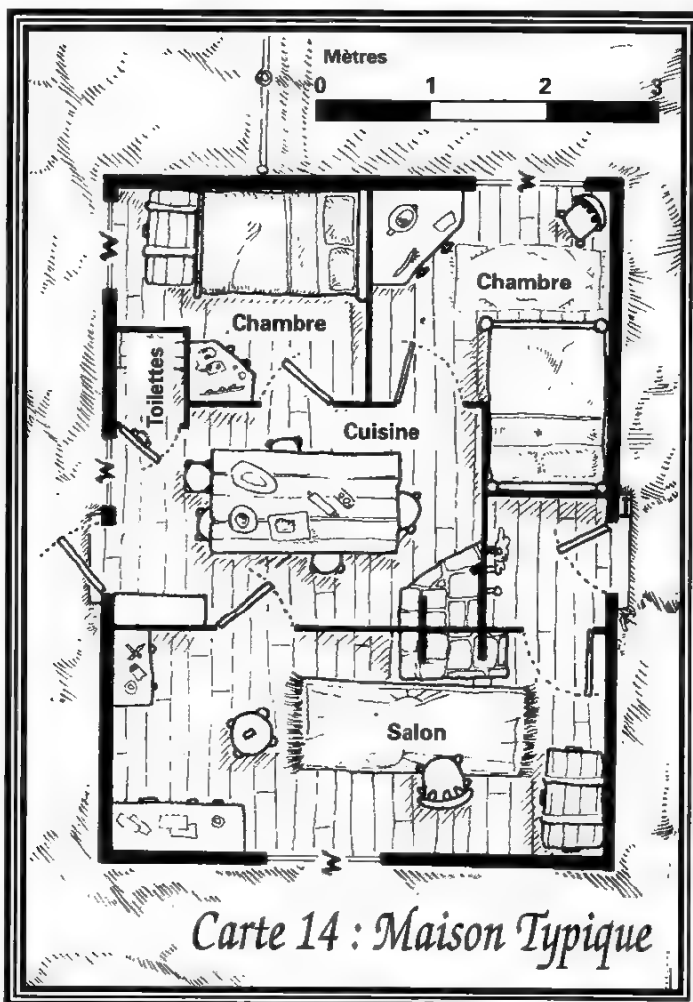 Mètres
0 1 2 3
Chambre
Chambre
Toilettes
Cuisine
Salon
Carte 14 : Maison Typique